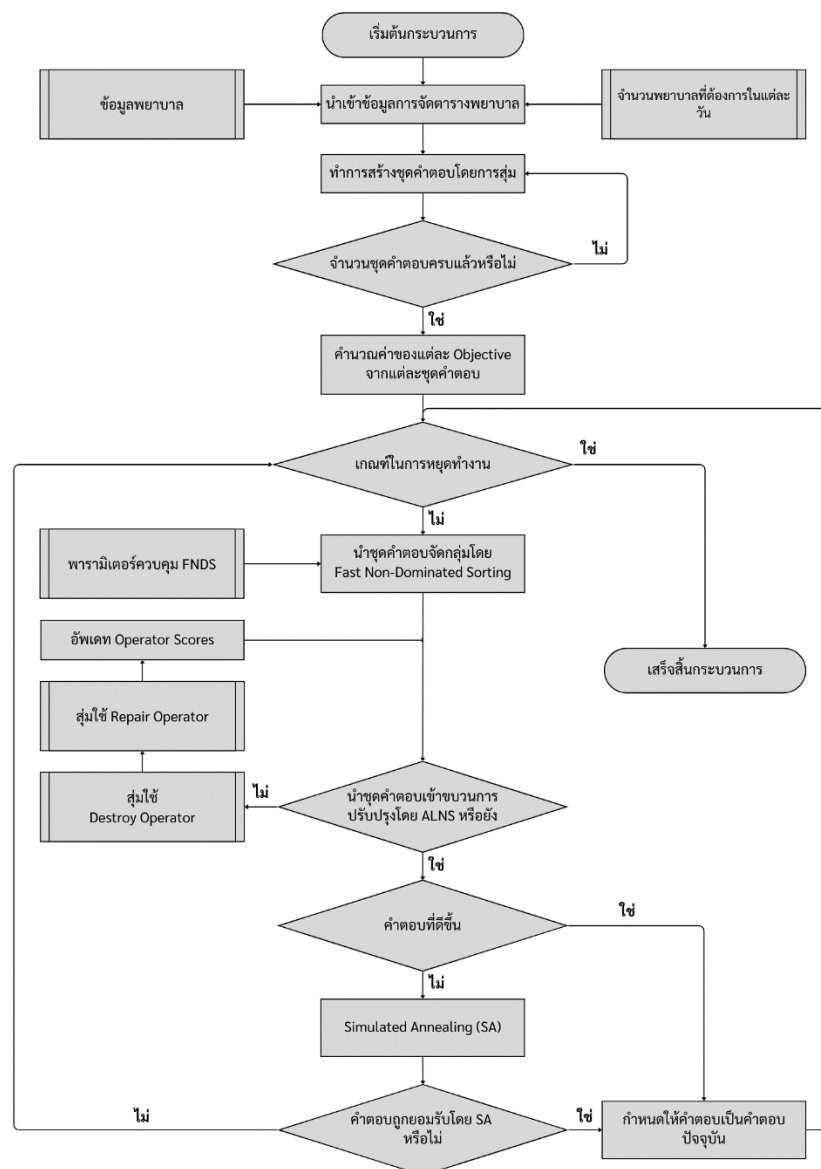 เริ่มต้นกระบวนการ
ข้อมูลพยาบาล
นำเข้าข้อมูลการจัดตารางพยาบาล
จำนวนพยาบาลที่ต้องการในแต่ละ
วัน
ทำการสร้างชุดคำตอบโดยการสุ่ม
ไม่
จำนวนชุดคำตอบครบแล้วหรือไม่
ใช่
คำนวณค่าของแต่ละ Objective
จากแต่ละชุดคำตอบ
เกณฑ์ในการหยุดทำงาน
ใช่
ไม่
พารามิเตอร์ควบคุม FNDS
นำชุดคำตอบจัดกลุ่มโดย
Fast Non-Dominated Sorting
อัพเดท Operator Scores
เสร็จสิ้นกระบวนการ
สุ่มใช้ Repair Operator
สุ่มใช้
Destroy Operator
ไม่
นำชุดคำตอบเข้าขบวนการ
ปรับปรุงโดย ALNS หรือยัง
ใช่
คำตอบที่ดีขึ้น
ใช่
ไม่
Simulated Annealing (SA)
ไม่
คำตอบถูกยอมรับโดย SA
หรือไม่
ใช่
กำหนดให้คำตอบเป็นคำตอบ
ปัจจุบัน